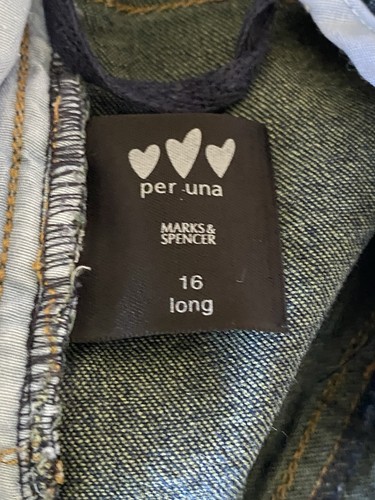 per una
MARKS &
SPENCER
16
long